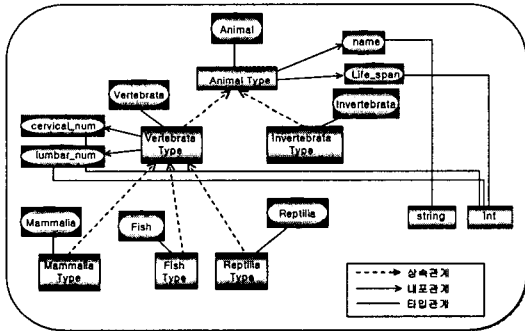 Animal
name
Animal Type
Life_span
Vertebrata
Invertebrata
cervical_num
Vertebrata
Type
Invertebrata
Type
lumbar_num
Mammalia
Fish
Reptilia
string
Int
Mammalia
Type
Fish
Type
Reptilia
Type
상속관계
내포관계
타입관계